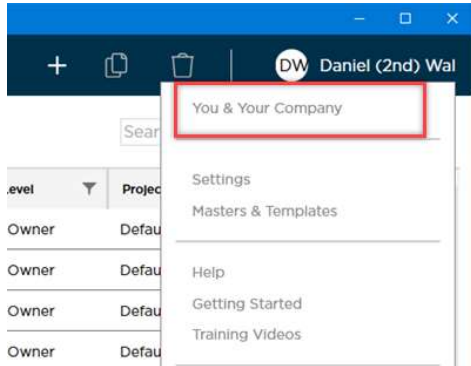 DW Daniel (2nd) Wal
You & Your Company
Sear
Settings
evel Projec
Masters & Templates
Owner Defau
Owner Defau
Help
Owner Defau
Getting Started
Training Videos
Owner Defau